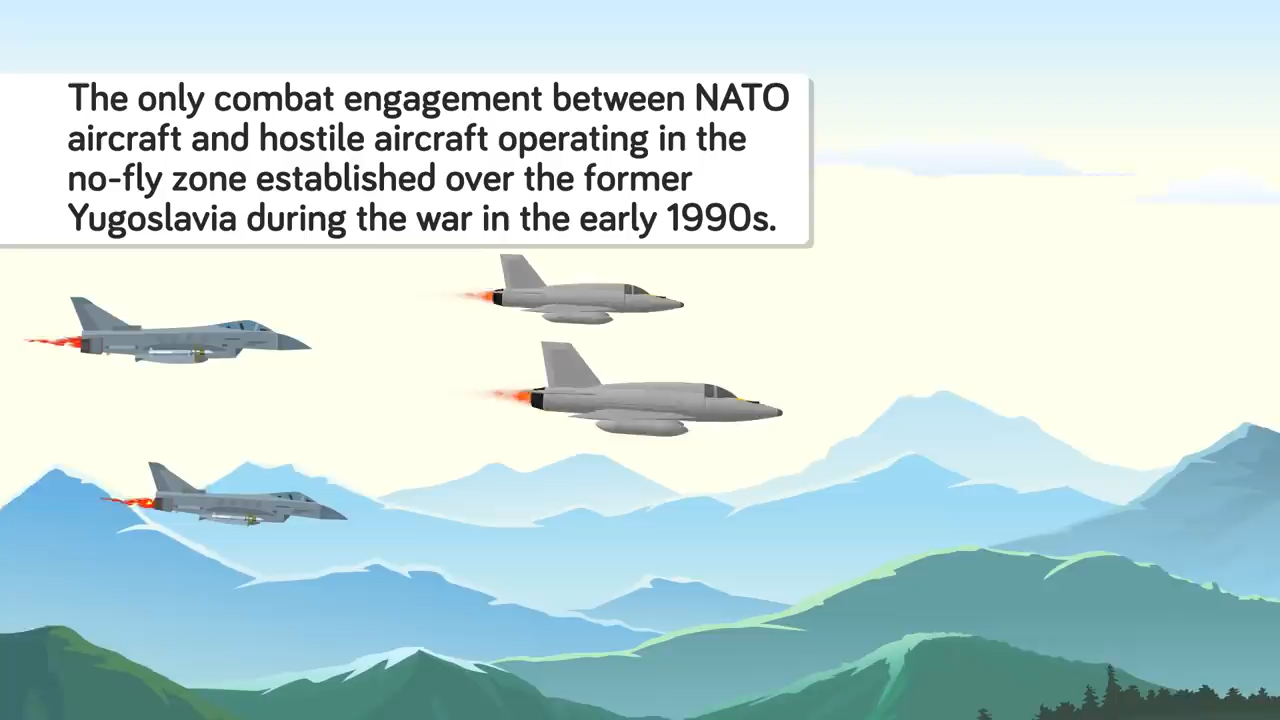 The only combat engagement between NATO
aircraft and hostile aircraft operating in the
no-fly zone established over the former
Yugoslavia during the war in the early 1990s.